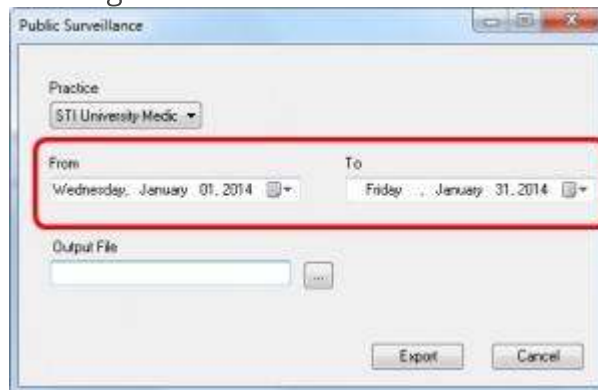 Public Surveillance
Practice
STI University Medic
From
To
Wednesday, January 01, 2014
Friday , January 31, 2014
Output File
...
Export
Cancel